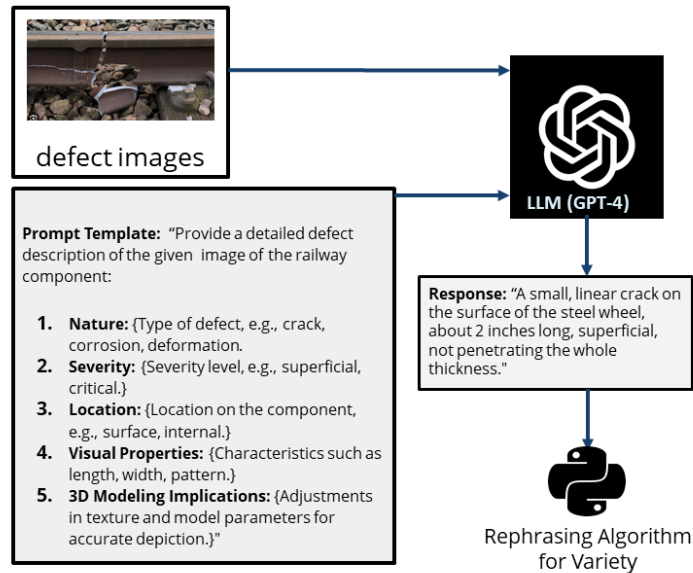 defect images
LLM (GPT-4)
Prompt Template: “Provide a detailed defect
description of the given image of the railway
component:
1. Nature: {Type of defect, e.g., crack,
corrosion, deformation.
2. Severity: {Severity level, e.g., superficial,
critical.}
3. Location: {Location on the component,
e.g., surface, internal.}
4. Visual Properties: {Characteristics such as
length, width, pattern.}
5. 3D Modeling Implications: {Adjustments
in texture and model parameters for
accurate depiction.}"
Response: “A small, linear crack on
the surface of the steel wheel,
about 2 inches long, superficial,
not penetrating the whole
thickness."
Rephrasing Algorithm
for Variety